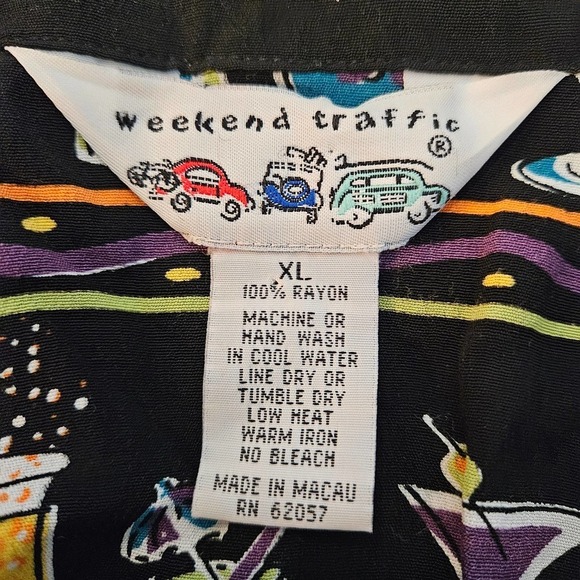 weekend traffic ®
XL
100% RAYON
MACHINE OR
HAND WASH
IN COOL WATER
LINE DRY OR
TUMBLE DRY
LOW HEAT
WARM IRON
NO BLEACH
MADE IN MACAU
RN 62057